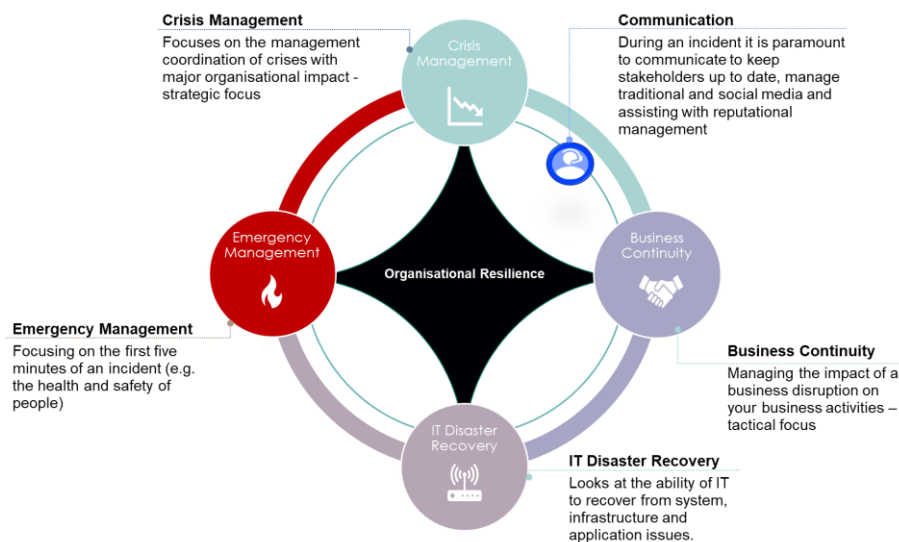 Crisis Management
Focuses on the management
coordination of crises with
major organisational impact -
strategic focus
Crisis
Management
Communication
During an incident it is paramount
to communicate to keep
stakeholders up to date, manage
traditional and social media and
assisting with reputational
management
Emergency
Management
Organisational Resilience
Business
Continuity
Emergency Management
Focusing on the first five
minutes of an incident (e.g.
the health and safety of
people)
Business Continuity
Managing the impact of a
business disruption on
your business activities –
tactical focus
IT Disaster
Recovery
IT Disaster Recovery
Looks at the ability of IT
to recover from system,
infrastructure and
application issues.